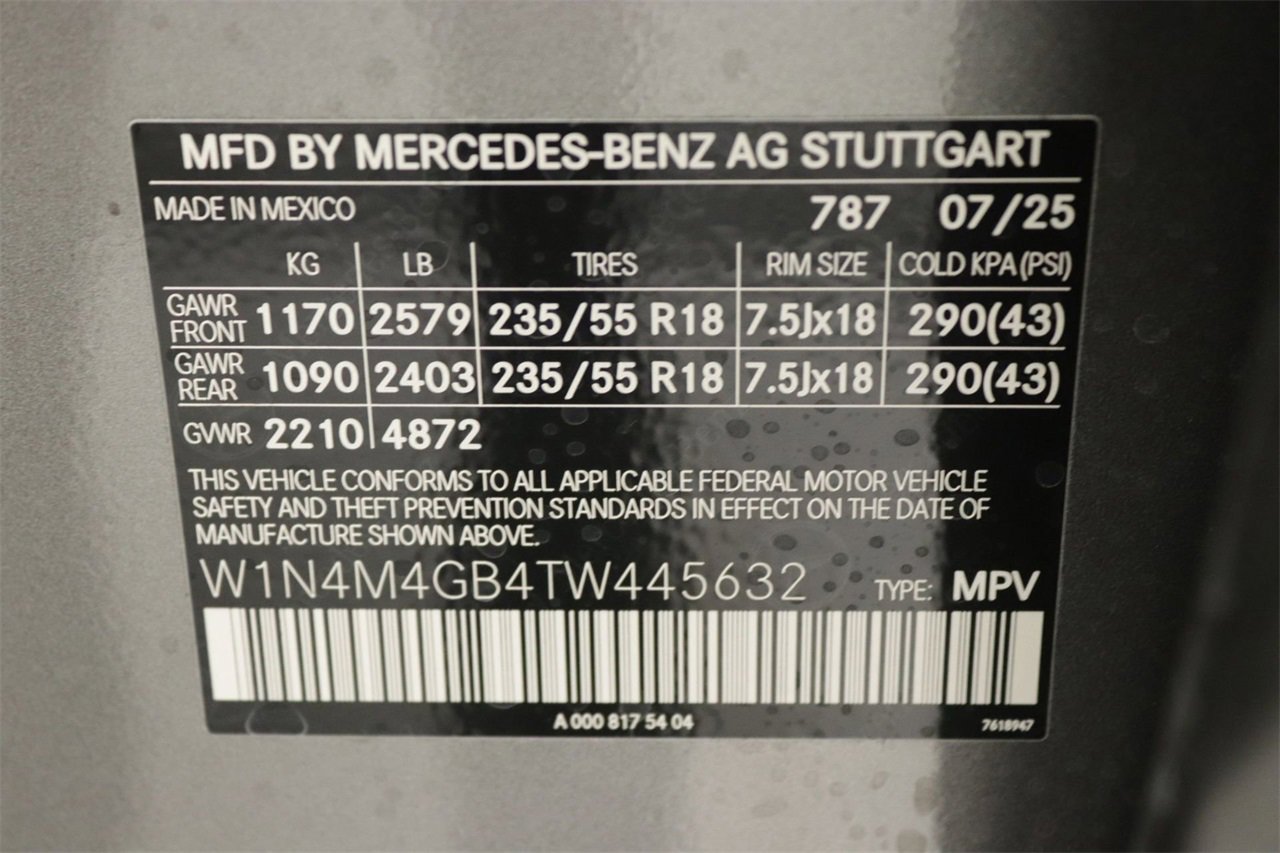 MFD BY MERCEDES-BENZ AG STUTTGART
MADE IN MEXICO 787 07/25
KG LB TIRES RIM SIZE COLD KPA (PSI)
GAWR FRONT 1170 2579 235/55 R18 7.5Jx18 290(43)
GAWR REAR 1090 2403 235/55 R18 7.5Jx18 290(43)
GVWR 2210 4872
THIS VEHICLE CONFORMS TO ALL APPLICABLE FEDERAL MOTOR VEHICLE
SAFETY AND THEFT PREVENTION STANDARDS IN EFFECT ON THE DATE OF
MANUFACTURE SHOWN ABOVE.
W1N4M4GB4TW445632 TYPE: MPV
A 000 817 54 04 7618947